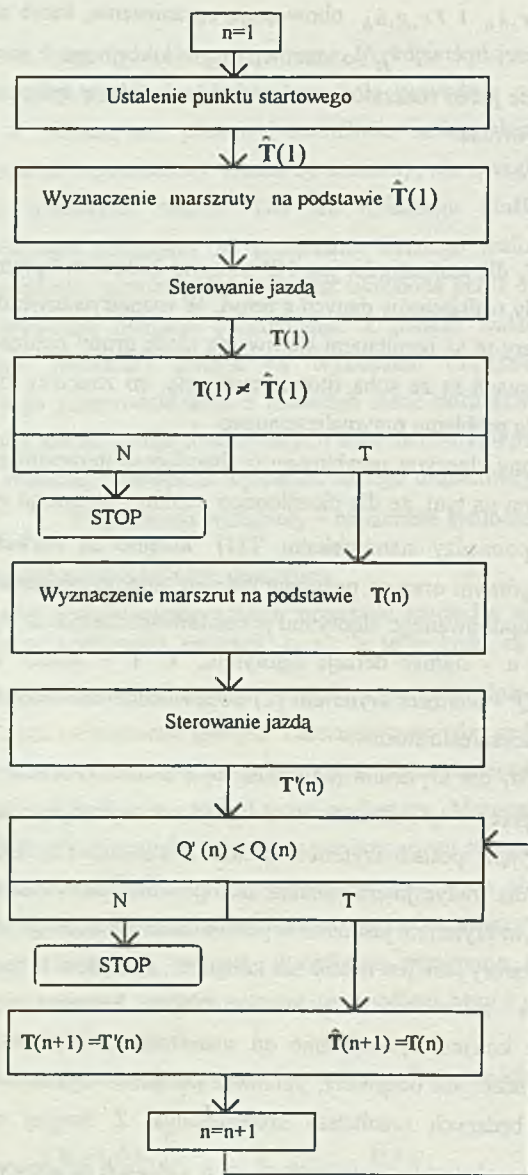 n=1
Ustalenie punktu startowego
T̂(1)
Wyznaczenie marszruty na podstawie T̂(1)
Sterowanie jazdą
T(1)
T(1) ≠ T̂(1)
N T
STOP
Wyznaczenie marszrut na podstawie T(n)
Sterowanie jazdą
T'(n)
Q'(n) < Q(n)
N T
STOP
T(n+1) =T'(n) T̂(n+1) =T(n)
n=n+1